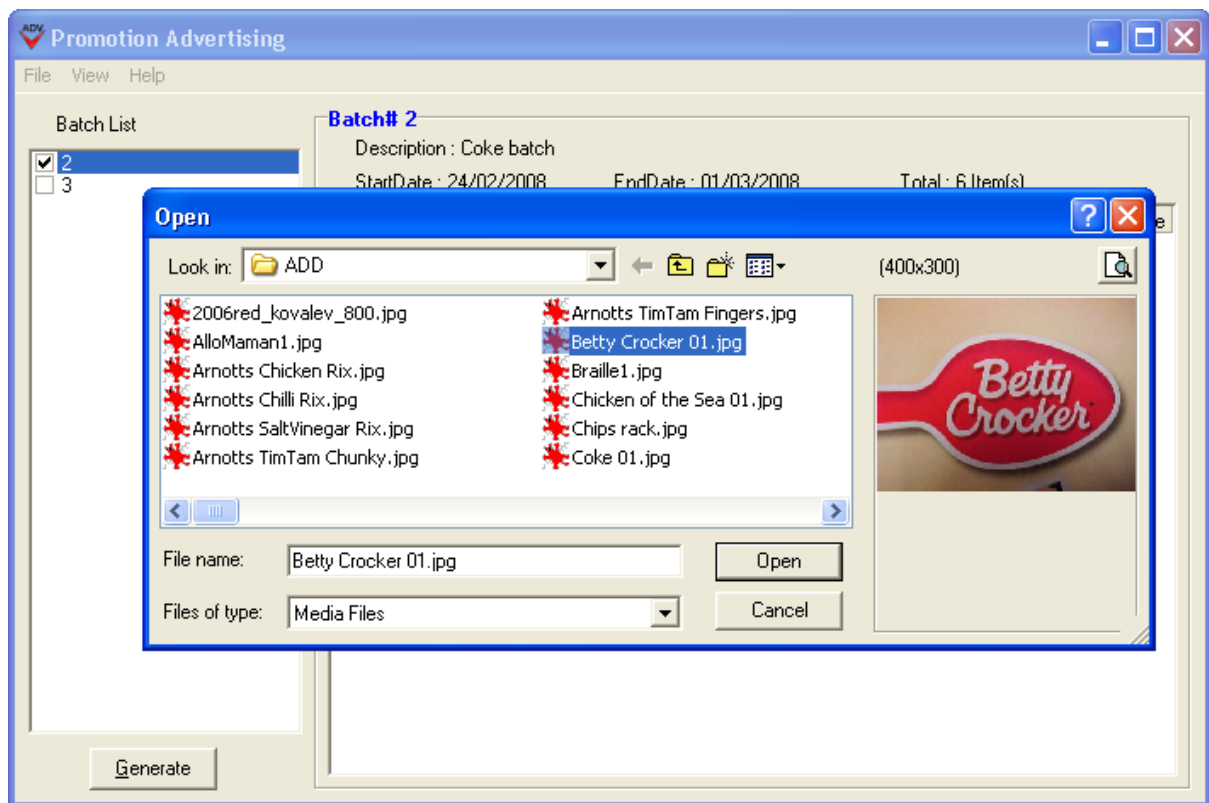 ADV
Promotion Advertising
File View Help
Batch List
2
3
Batch# 2
Description : Coke batch
StartDate : 24/02/2008 EndDate : 01/03/2008 Total : 6 Item(s)
Open
Look in: ADD
(400x300)
2006red_kovalev_800.jpg
AlloMaman1.jpg
Arnotts Chicken Rix.jpg
Arnotts Chilli Rix.jpg
Arnotts SaltVinegar Rix.jpg
Arnotts TimTam Chunky.jpg
Arnotts TimTam Fingers.jpg
Betty Crocker 01.jpg
Braille1.jpg
Chicken of the Sea 01.jpg
Chips rack.jpg
Coke 01.jpg
Betty
Crocker
File name: Betty Crocker 01.jpg Open
Files of type: Media Files Cancel
Generate